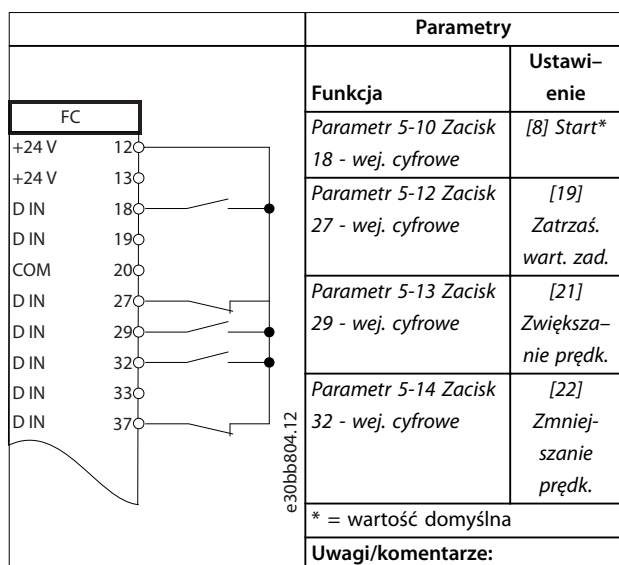 Parametry
Funkcja
Ustawi–
enie
FC
+24 V 12
+24 V 13
D IN 18
D IN 19
COM 20
D IN 27
D IN 29
D IN 32
D IN 33
D IN 37
e30bb804.12
Parametr 5-10 Zacisk
18 - wej. cyfrowe
[8] Start*
Parametr 5-12 Zacisk
27 - wej. cyfrowe
[19]
Zatrzaś.
wart. zad.
Parametr 5-13 Zacisk
29 - wej. cyfrowe
[21]
Zwiększa–
nie prędk.
Parametr 5-14 Zacisk
32 - wej. cyfrowe
[22]
Zmniej-
szanie
prędk.
* = wartość domyślna
Uwagi/komentarze: